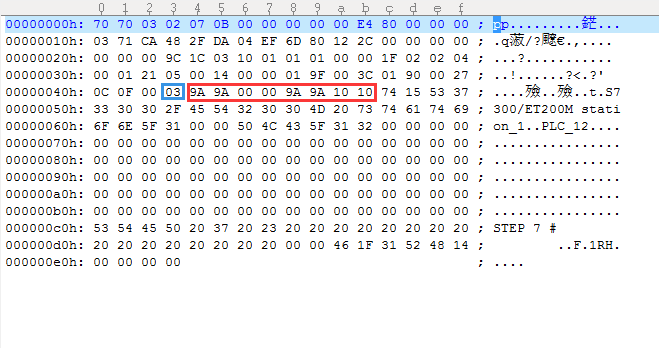 0 1 2 3 4 5 6 7 8 9 a b c d e f
00000000h: 70 70 03 02 07 0B 00 00 00 00 00 E4 80 00 00 00 ; pp.........鋩...
00000010h: 03 71 CA 48 2F DA 04 EF 6D 80 12 2C 00 00 00 00 ;
00000020h: 00 00 00 9C 1C 03 10 01 01 01 00 00 1F 02 02 04 ; ...?............
00000030h: 00 01 21 05 00 14 00 00 01 9F 00 3C 01 90 00 27 ; ..!......?<.?'
00000040h: 0C 0F 00 03 9A 9A 00 00 9A 9A 10 10 74 15 53 37 ; ....殮..殮..t.S7
00000050h: 33 30 30 2F 45 54 32 30 30 4D 20 73 74 61 74 69 ; 300/ET200M stati
00000060h: 6F 6E 5F 31 00 00 50 4C 43 5F 31 32 00 00 00 00 ; on_1..PLC_12....
00000070h: 00 00 00 00 00 00 00 00 00 00 00 00 00 00 00 00 ; ................
00000080h: 00 00 00 00 00 00 00 00 00 00 00 00 00 00 00 00 ; ................
00000090h: 00 00 00 00 00 00 00 00 00 00 00 00 00 00 00 00 ; ................
000000a0h: 00 00 00 00 00 00 00 00 00 00 00 00 00 00 00 00 ; ................
000000b0h: 00 00 00 00 00 00 00 00 00 00 00 00 00 00 00 00 ; ................
000000c0h: 53 54 45 50 20 37 20 23 20 20 20 20 20 20 20 20 ; STEP 7 #
000000d0h: 20 20 20 20 20 20 20 20 00 00 46 1F 31 52 48 14 ; ..F.1RH.
000000e0h: 00 00 00 00 ; ....